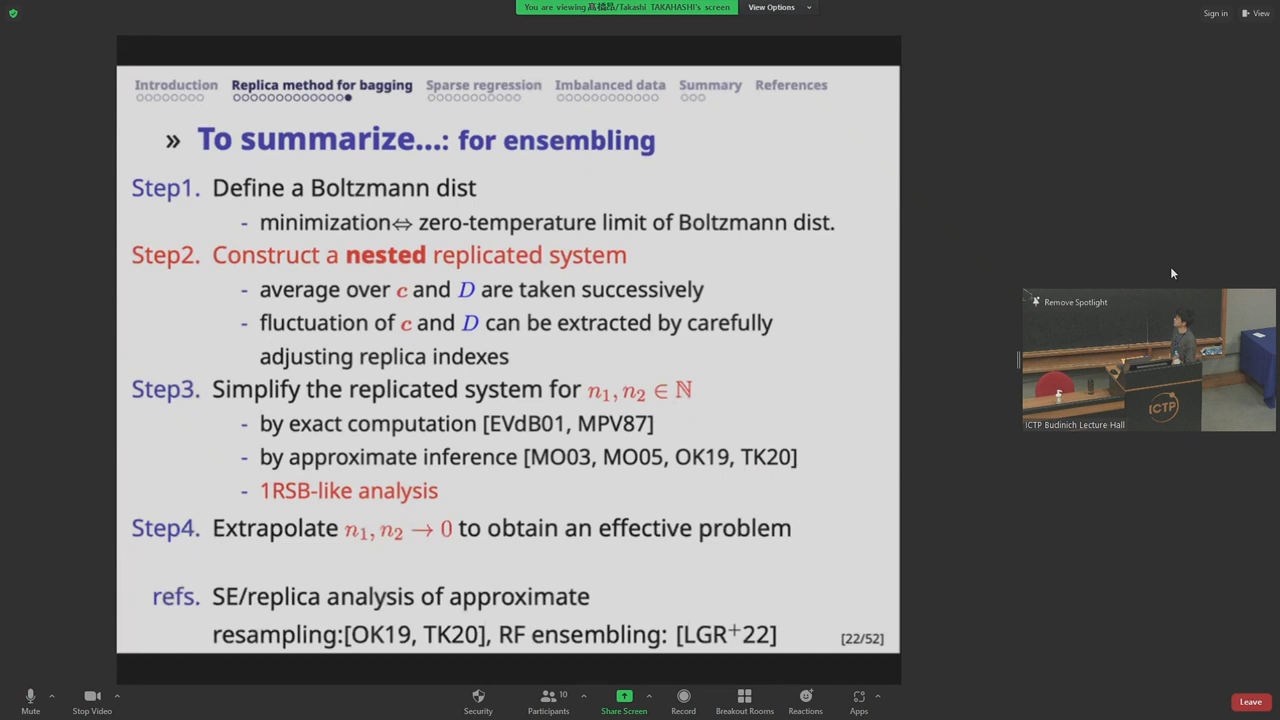 You are viewing 髙橋昂/Takashi TAKAHASHI's screen
View Options
Sign in
View
Introduction
Replica method for bagging
Sparse regression
Imbalanced data
Summary
References
» To summarize...: for ensembling
Step1. Define a Boltzmann dist
- minimization⇔ zero-temperature limit of Boltzmann dist.
Step2. Construct a nested replicated system
- average over c and D are taken successively
- fluctuation of c and D can be extracted by carefully
adjusting replica indexes
Step3. Simplify the replicated system for n₁, n₂ ∈ ℕ
- by exact computation [EVdB01, MPV87]
- by approximate inference [MO03, MO05, OK19, TK20]
- 1RSB-like analysis
Step4. Extrapolate n₁, n₂ → 0 to obtain an effective problem
refs. SE/replica analysis of approximate
resampling:[OK19, TK20], RF ensembling: [LGR⁺22]
[22/52]
Remove Spotlight
ICTP
ICTP Budinich Lecture Hall
Mute
Stop Video
Security
Participants
10
Share Screen
Record
Breakout Rooms
Reactions
Apps
Leave